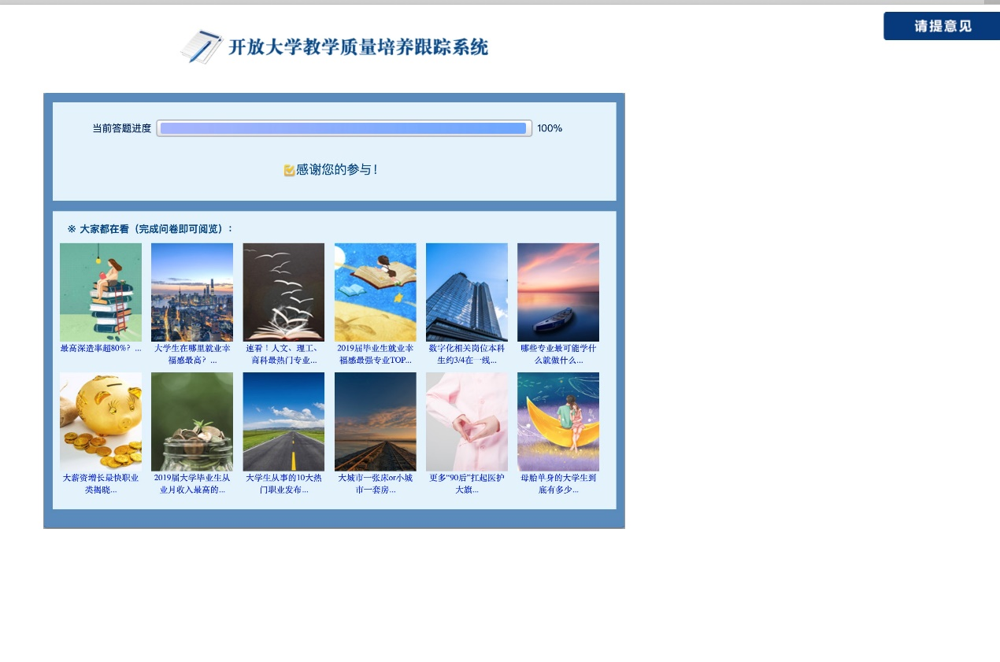 请提意见
开放大学教学质量培养跟踪系统
当前答题进度 100%
感谢您的参与!
※ 大家都在看（完成问卷即可阅览）：
最高深造率超80%？...
大学生在哪里就业幸
福感最高？...
速看！人文、理工、
商科最热门专业...
2019届毕业生就业幸
福感最强专业TOP...
数字化相关岗位本科
生约3/4在一线...
哪些专业最可能学什
么就做什么...
大薪资增长最快职业
类揭晓...
2019届大学毕业生从
业月收入最高的...
大学生从事的10大热
门职业发布...
大城市一张床or小城
市一套房...
更多“90后”扛起医护
大旗...
母胎单身的大学生到
底有多少...